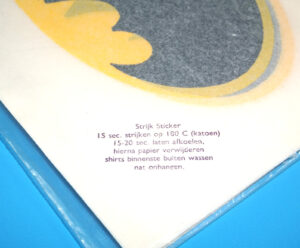 Strijk Sticker
15 sec. strijken op 180 C (katoen)
15-20 sec. laten afkoelen,
hierna papier verwijderen
shirts binnenste buiten wassen
nat ophangen.